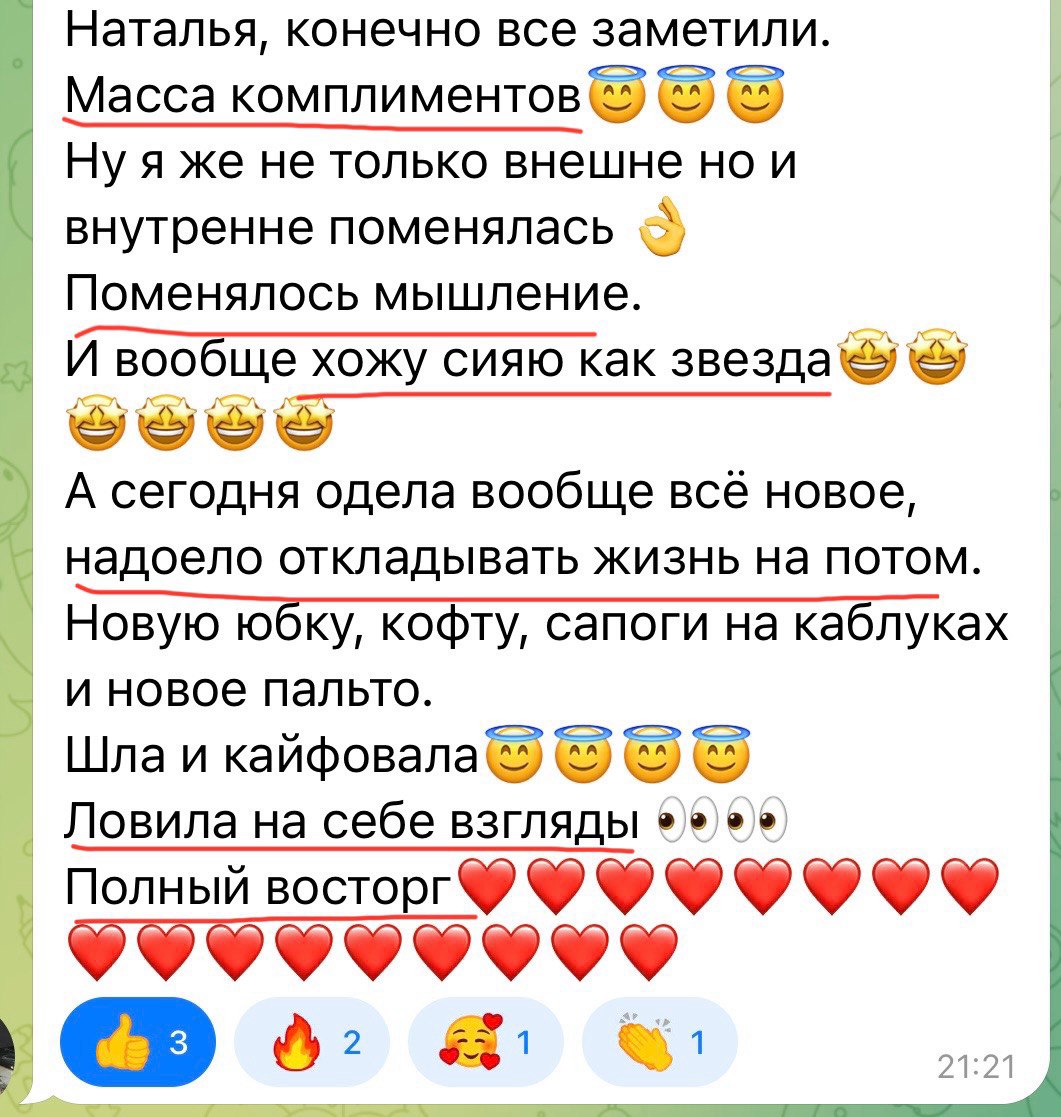 Наталья, конечно все заметили.
Масса комплиментов😇😇😇
Ну я же не только внешне но и
внутренне поменялась 👌
Поменялось мышление.
И вообще хожу сияю как звезда🤩🤩
🤩🤩🤩🤩
А сегодня одела вообще всё новое,
надоело откладывать жизнь на потом.
Новую юбку, кофту, сапоги на каблуках
и новое пальто.
Шла и кайфовала😇😇😇😇
Ловила на себе взгляды 👀👀
Полный восторг❤️❤️❤️❤️❤️❤️❤️❤️
❤️❤️❤️❤️❤️❤️❤️❤️❤️
👍 3 🔥 2 🥰 1 👏 1
21:21